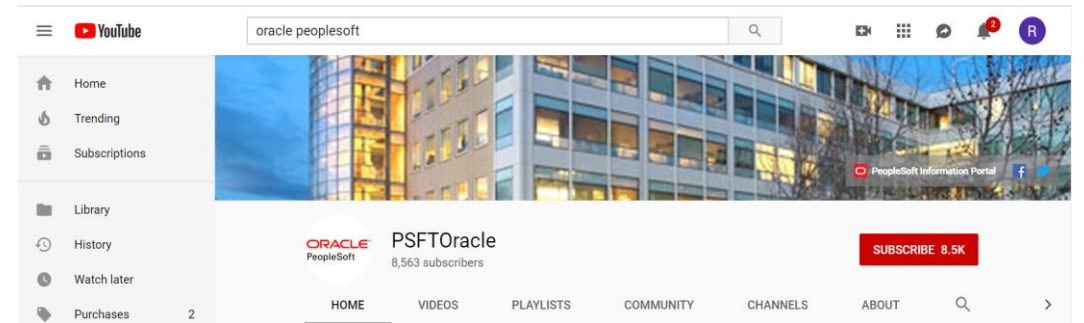 YouTube
oracle peoplesoft
2
R
Home
Trending
Subscriptions
Library
History
Watch later
Purchases 2
PeopleSoft Information Portal
ORACLE
PeopleSoft
PSFTOracle
8,563 subscribers
SUBSCRIBE 8.5K
HOME VIDEOS PLAYLISTS COMMUNITY CHANNELS ABOUT